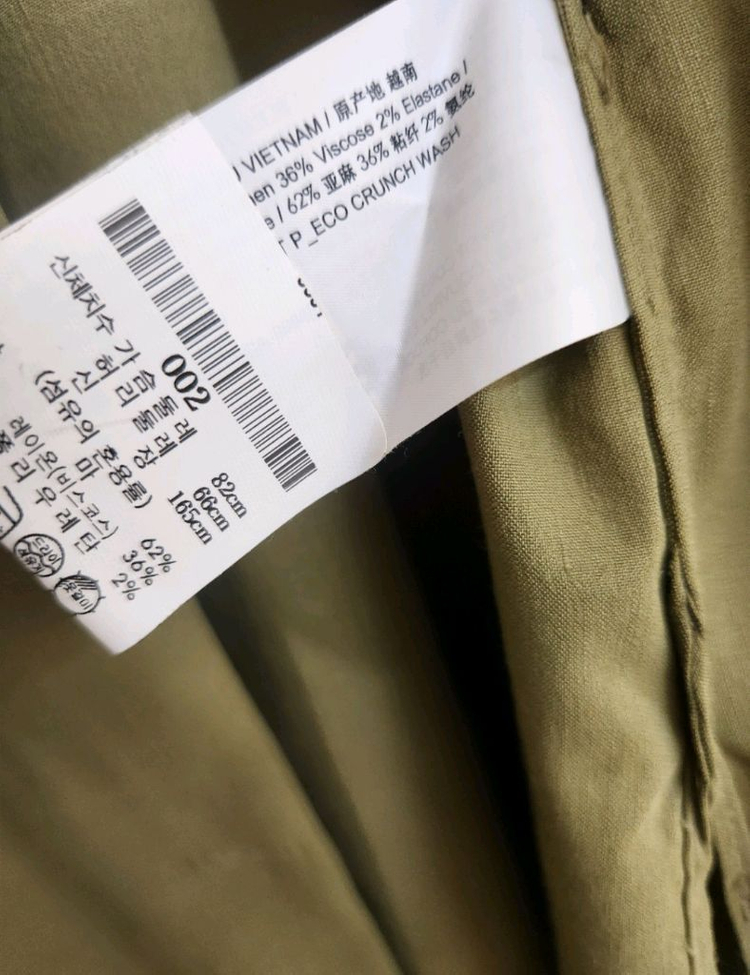 VIETNAM / 原产地 越南
36% Viscose 2% Elastane /
/ 62% 亚麻 36% 粘纤 2% 氨纶
P_ECO CRUNCH WASH
002
신체치수 가슴둘레 82cm
허리둘레 66cm
신장 165cm
(섬유의 혼용률)
마 62%
레이온(비스코스) 36%
폴리우레탄 2%